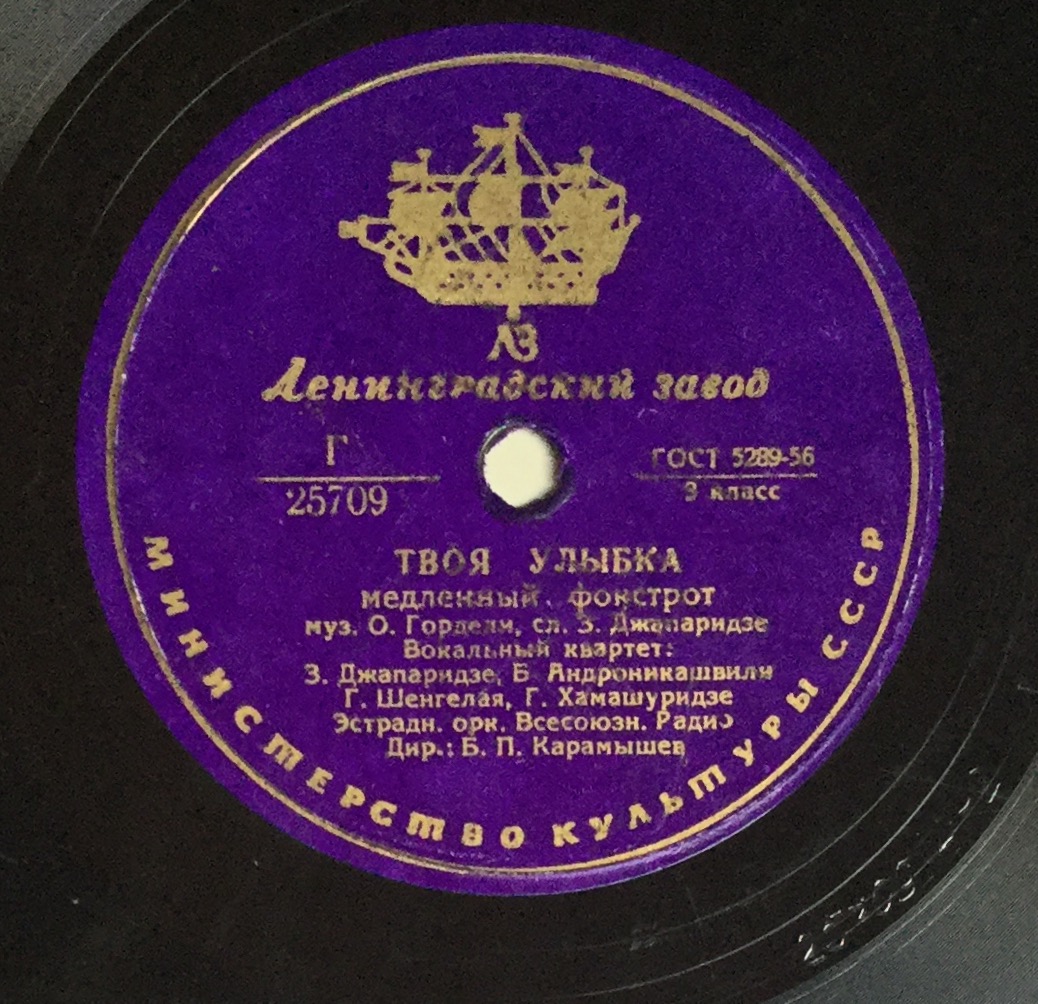 ЛЗ
Ленинградский завод
Г
25709
ГОСТ 5289-56
3 класс
ТВОЯ УЛЫБКА
медленный фокстрот
муз. О. Гордели, сл. З. Джапаридзе
Вокальный квартет:
З. Джапаридзе, Б Андроникашвили
Г. Шенгелая, Г. Хамашуридзе
Эстрадн. орк. Всесоюзн. Радио
Дир.: Б. П. Карамышев
МИНИСТЕРСТВО КУЛЬТУРЫ СССР